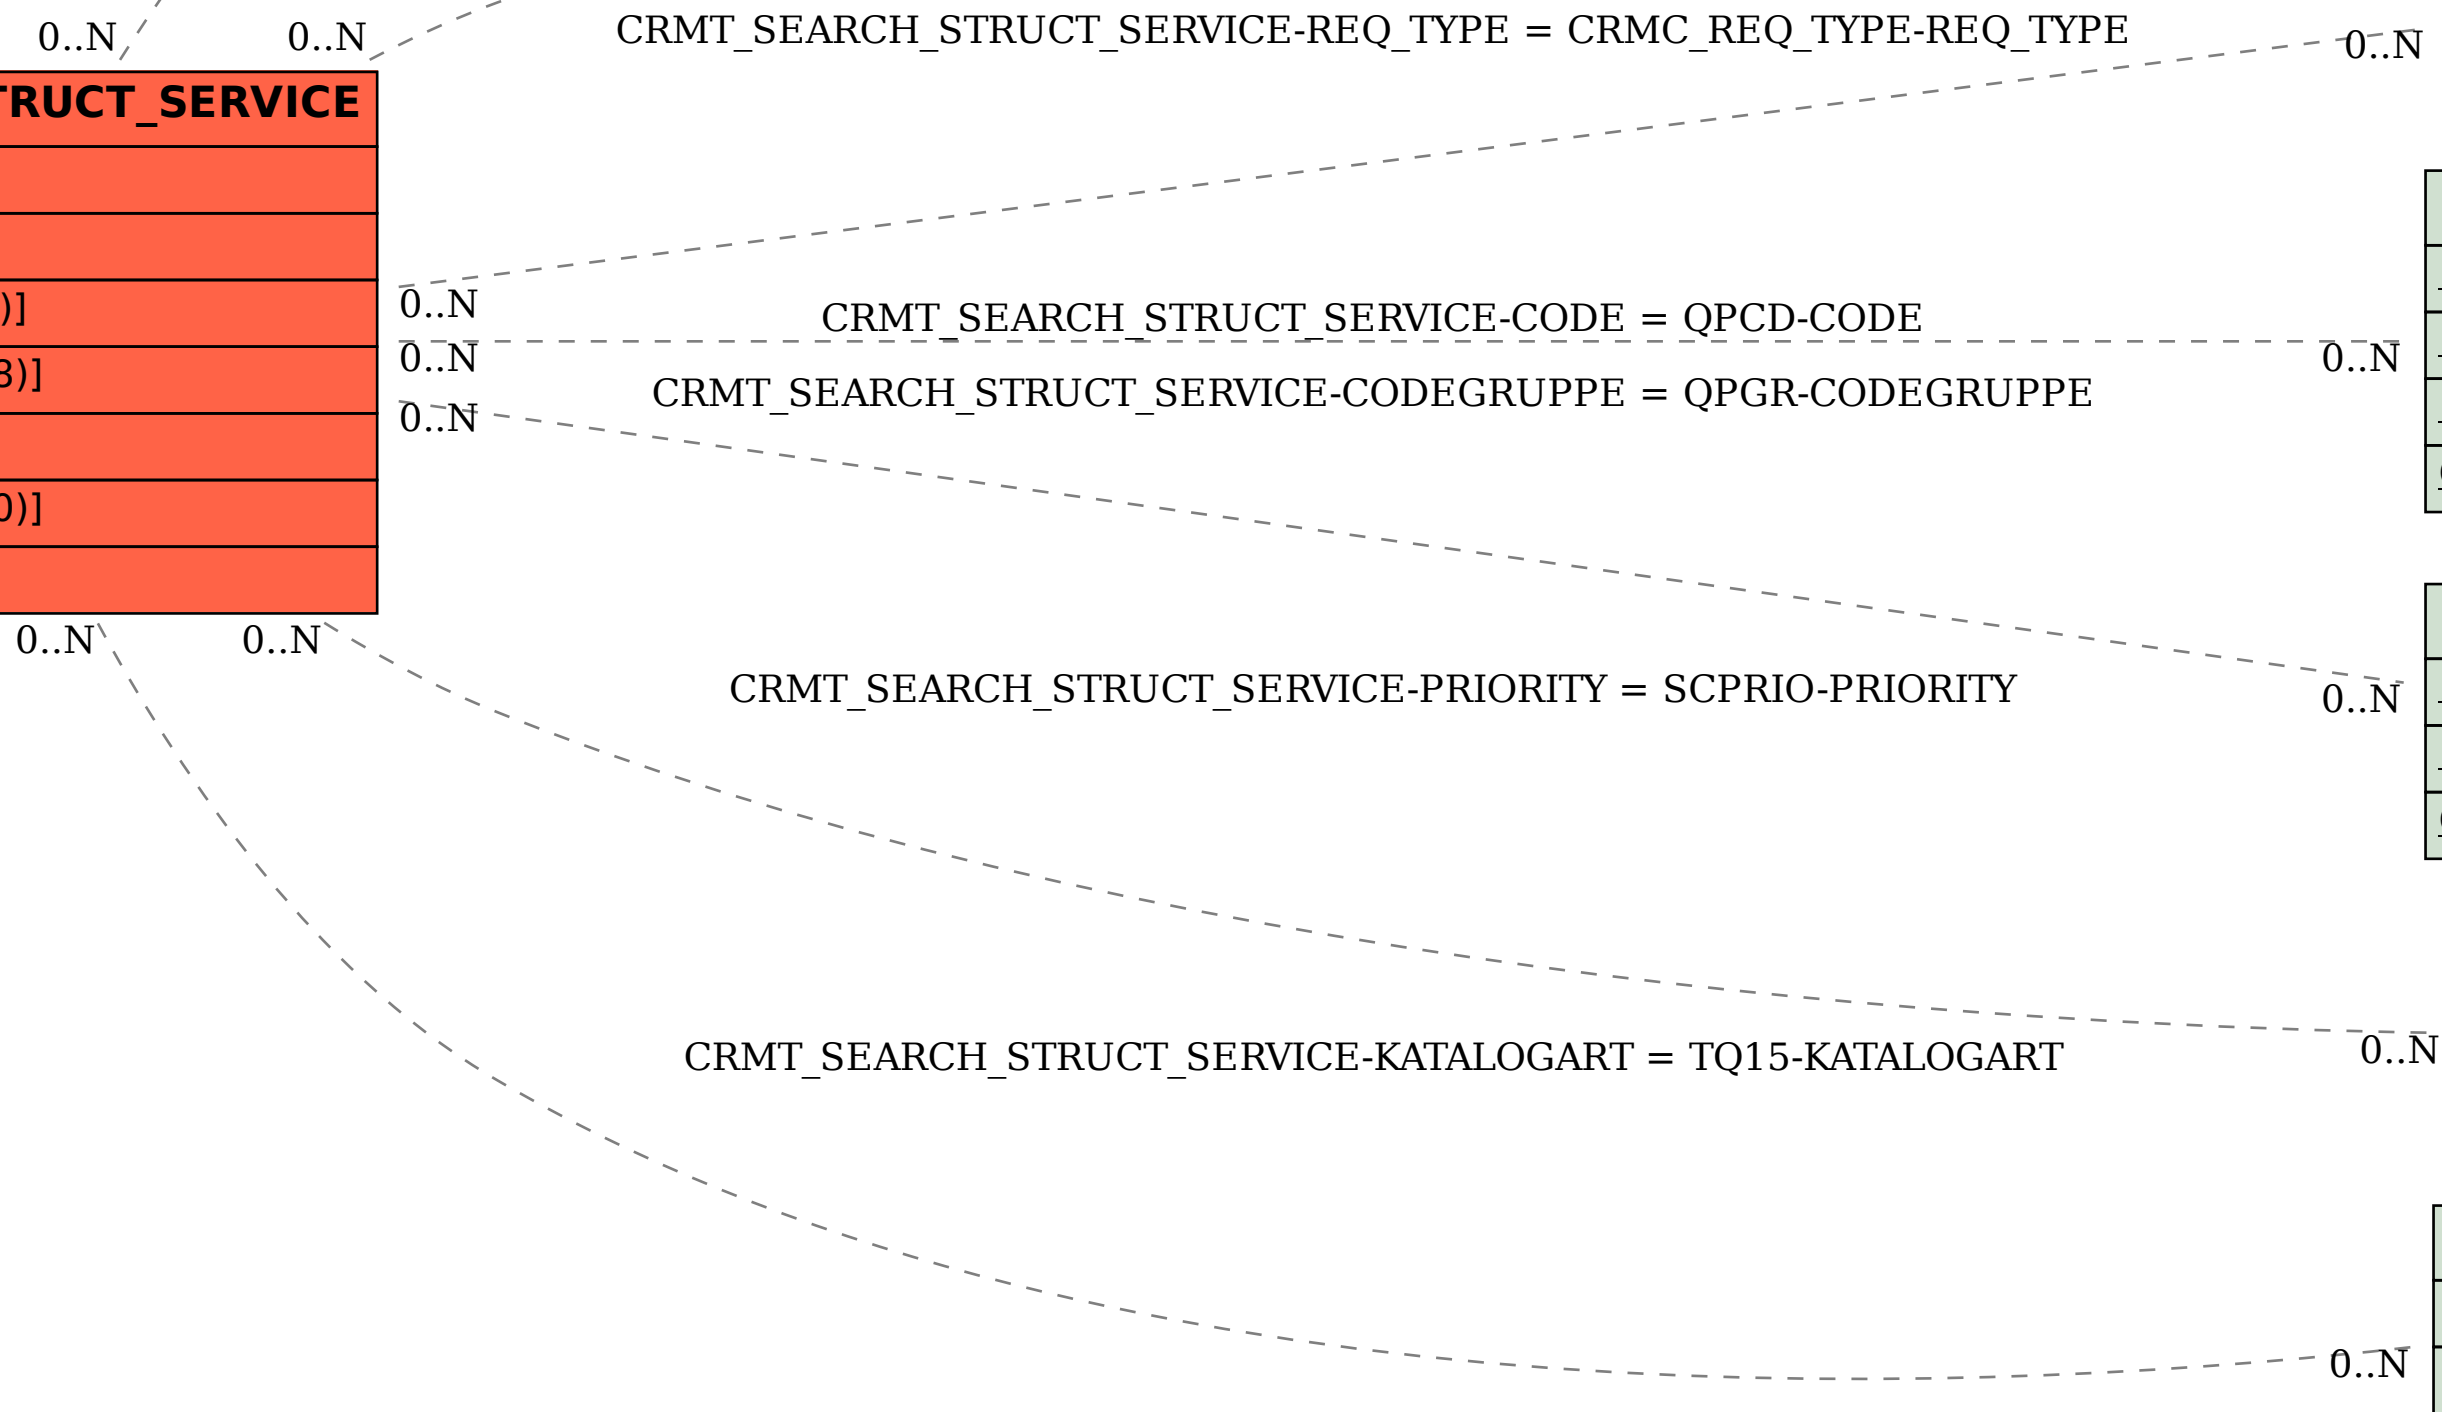 0..N 0..N
CRMT_SEARCH_STRUCT_SERVICE-REQ_TYPE = CRMC_REQ_TYPE-REQ_TYPE
0..N
TRUCT_SERVICE
)]
0..N
CRMT_SEARCH_STRUCT_SERVICE-CODE = QPCD-CODE
0..N
0..N
8)]
CRMT_SEARCH_STRUCT_SERVICE-CODEGRUPPE = QPGR-CODEGRUPPE
0..N
0)]
0..N 0..N
CRMT_SEARCH_STRUCT_SERVICE-PRIORITY = SCPRIO-PRIORITY
0..N
0..N
CRMT_SEARCH_STRUCT_SERVICE-KATALOGART = TQ15-KATALOGART
0..N